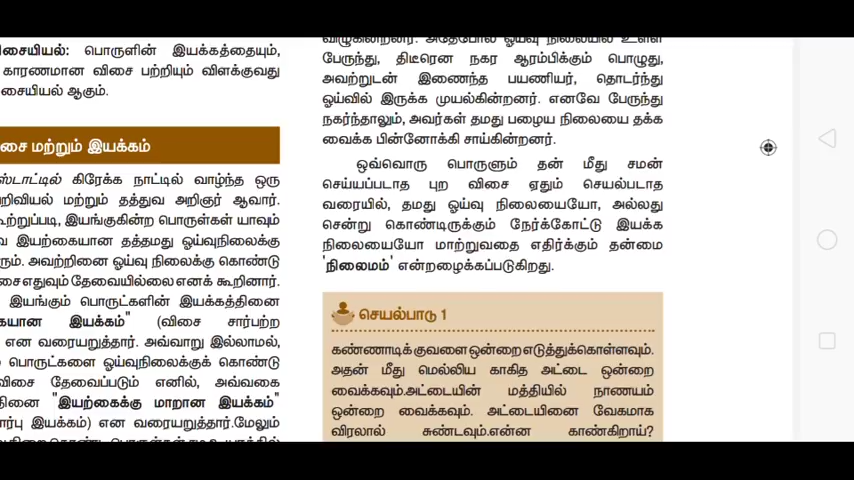 சையியல்: பொருளின் இயக்கத்தையும்,
காரணமான விசை பற்றியும் விளக்குவது
சையியல் ஆகும்.
சை மற்றும் இயக்கம்
ஸ்டாட்டில் கிரேக்க நாட்டில் வாழ்ந்த ஒரு
றிவியல் மற்றும் தத்துவ அறிஞர் ஆவார்.
கூற்றுப்படி, இயங்குகின்ற பொருள்கள் யாவும்
வ இயற்கையான தத்தமது ஓய்வுநிலைக்கு
ரும். அவற்றினை ஓய்வு நிலைக்கு கொண்டு
சை எதுவும் தேவையில்லை எனக் கூறினார்.
இயங்கும் பொருட்களின் இயக்கத்தினை
கையான இயக்கம்" (விசை சார்பற்ற
என வரையறுத்தார். அவ்வாறு இல்லாமல்,
பொருட்களை ஓய்வுநிலைக்குக் கொண்டு
விசை தேவைப்படும் எனில், அவ்வகை
தினை "இயற்கைக்கு மாறான இயக்கம்"
ார்பு இயக்கம்) என வரையறுத்தார்.மேலும்
விழுகின்றனர். அதேபோல் ஓய்வு நிலையில் உள்ள
பேருந்து, திடீரென நகர ஆரம்பிக்கும் பொழுது,
அவற்றுடன் இணைந்த பயணியர், தொடர்ந்து
ஓய்வில் இருக்க முயல்கின்றனர். எனவே பேருந்து
நகர்ந்தாலும், அவர்கள் தமது பழைய நிலையை தக்க
வைக்க பின்னோக்கி சாய்கின்றனர்.
ஒவ்வொரு பொருளும் தன் மீது சமன்
செய்யப்படாத புற விசை ஏதும் செயல்படாத
வரையில், தமது ஓய்வு நிலையையோ, அல்லது
சென்று கொண்டிருக்கும் நேர்க்கோட்டு இயக்க
நிலையையோ மாற்றுவதை எதிர்க்கும் தன்மை
'நிலைமம்' என்றழைக்கப்படுகிறது.
செயல்பாடு 1
கண்ணாடிக் குவளை ஒன்றை எடுத்துக்கொள்ளவும்.
அதன் மீது மெல்லிய காகித அட்டை ஒன்றை
வைக்கவும்.அட்டையின் மத்தியில் நாணயம்
ஒன்றை வைக்கவும். அட்டையினை வேகமாக
விரலால் சுண்டவும்.என்ன காண்கிறாய்?